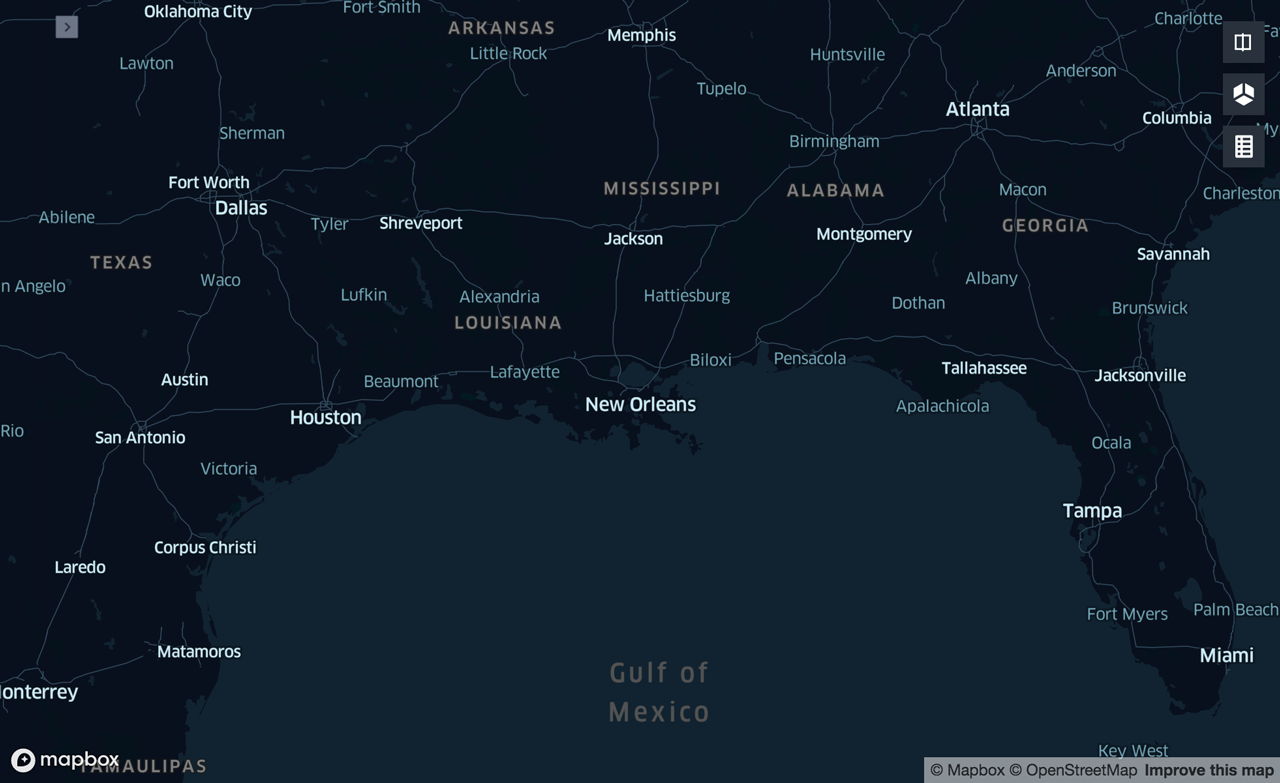 Oklahoma City
Fort Smith
ARKANSAS
Memphis
Charlotte
Fa
Lawton
Little Rock
Huntsville
Anderson
Tupelo
Atlanta
Columbia
Sherman
Birmingham
My
Fort Worth
MISSISSIPPI
ALABAMA
Macon
Charleston
Dallas
Abilene
Tyler
Shreveport
Jackson
Montgomery
GEORGIA
Savannah
TEXAS
Waco
n Angelo
Lufkin
Alexandria
Hattiesburg
Albany
Dothan
Brunswick
LOUISIANA
Biloxi
Pensacola
Tallahassee
Jacksonville
Austin
Beaumont
Lafayette
New Orleans
Apalachicola
Houston
Rio
San Antonio
Ocala
Victoria
Tampa
Corpus Christi
Laredo
Fort Myers
Palm Beach
Matamoros
Miami
Gulf of
Mexico
onterrey
Key West
mapbox
TAMAULIPAS
© Mapbox © OpenStreetMap Improve this map